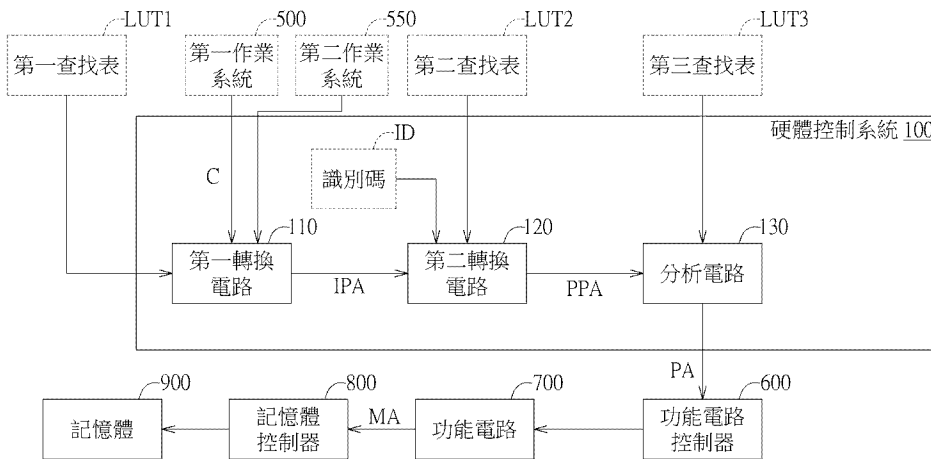 LUT1
500
550
LUT2
LUT3
第一查找表
第一作業
系統
第二作業
系統
第二查找表
第三查找表
硬體控制系統 100
ID
識別碼
C
110
120
130
第一轉換
電路
IPA
第二轉換
電路
PPA
分析電路
PA
900
800
700
600
記憶體
記憶體
控制器
MA
功能電路
功能電路
控制器